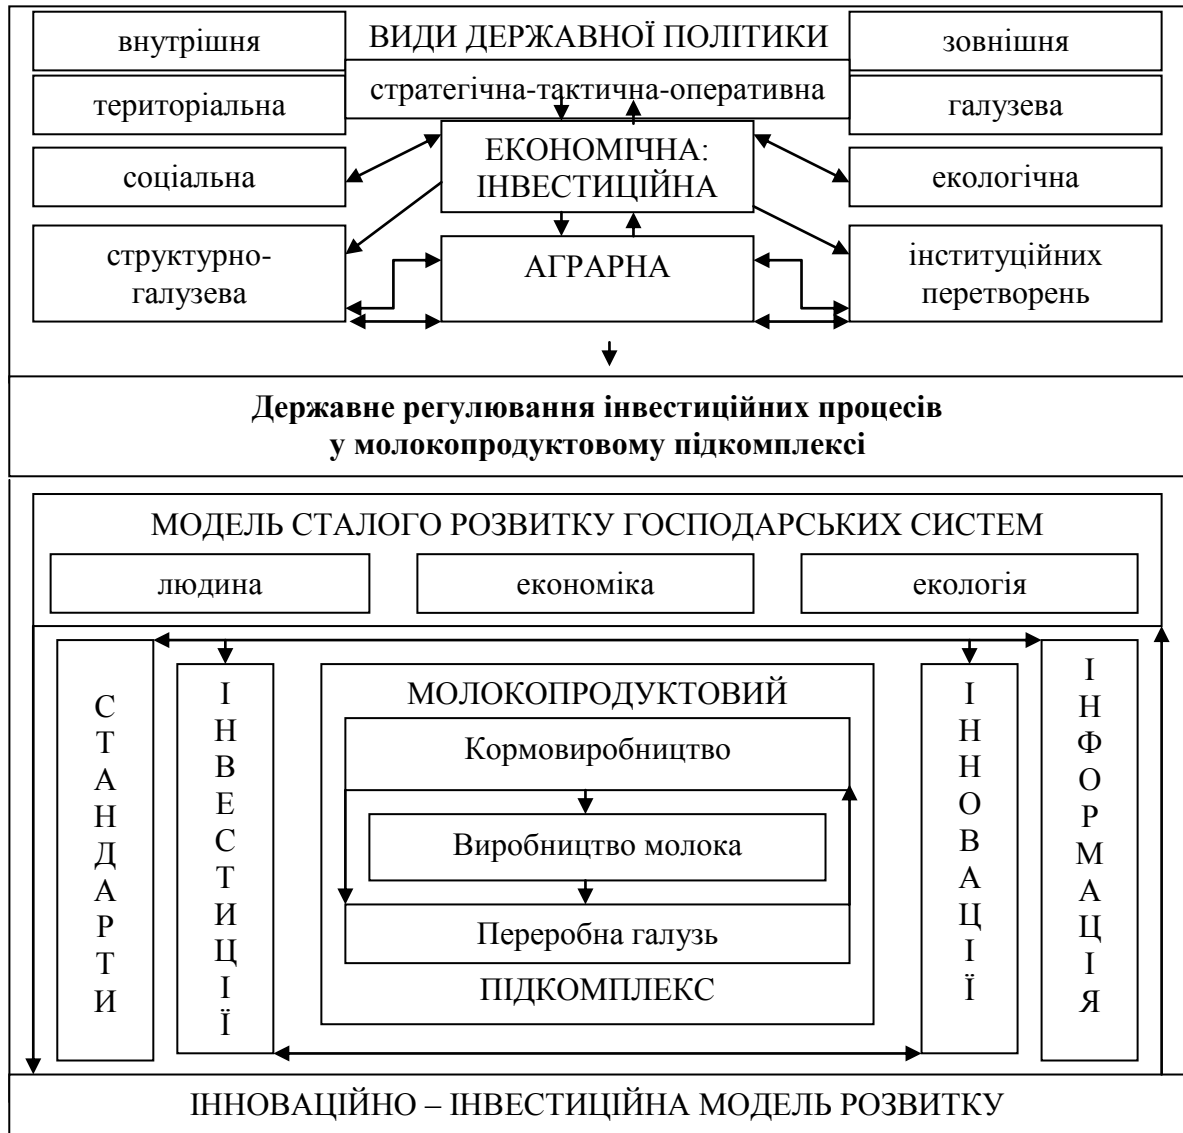 внутрішня
ВИДИ ДЕРЖАВНОЇ ПОЛІТИКИ
зовнішня
стратегічна-тактична-оперативна
територіальна
галузева
ЕКОНОМІЧНА:
ІНВЕСТИЦІЙНА
соціальна
екологічна
структурно-
галузева
АГРАРНА
інституційних
перетворень
Державне регулювання інвестиційних процесів
у молокопродуктовому підкомплексі
МОДЕЛЬ СТАЛОГО РОЗВИТКУ ГОСПОДАРСЬКИХ СИСТЕМ
людина
економіка
екологія
СТАНДАРТИ
ІНВЕСТИЦІЇ
МОЛОКОПРОДУКТОВИЙ
Кормовиробництво
Виробництво молока
Переробна галузь
ПІДКОМПЛЕКС
ІННОВАЦІЇ
ІНФОРМАЦІЯ
ІННОВАЦІЙНО – ІНВЕСТИЦІЙНА МОДЕЛЬ РОЗВИТКУ